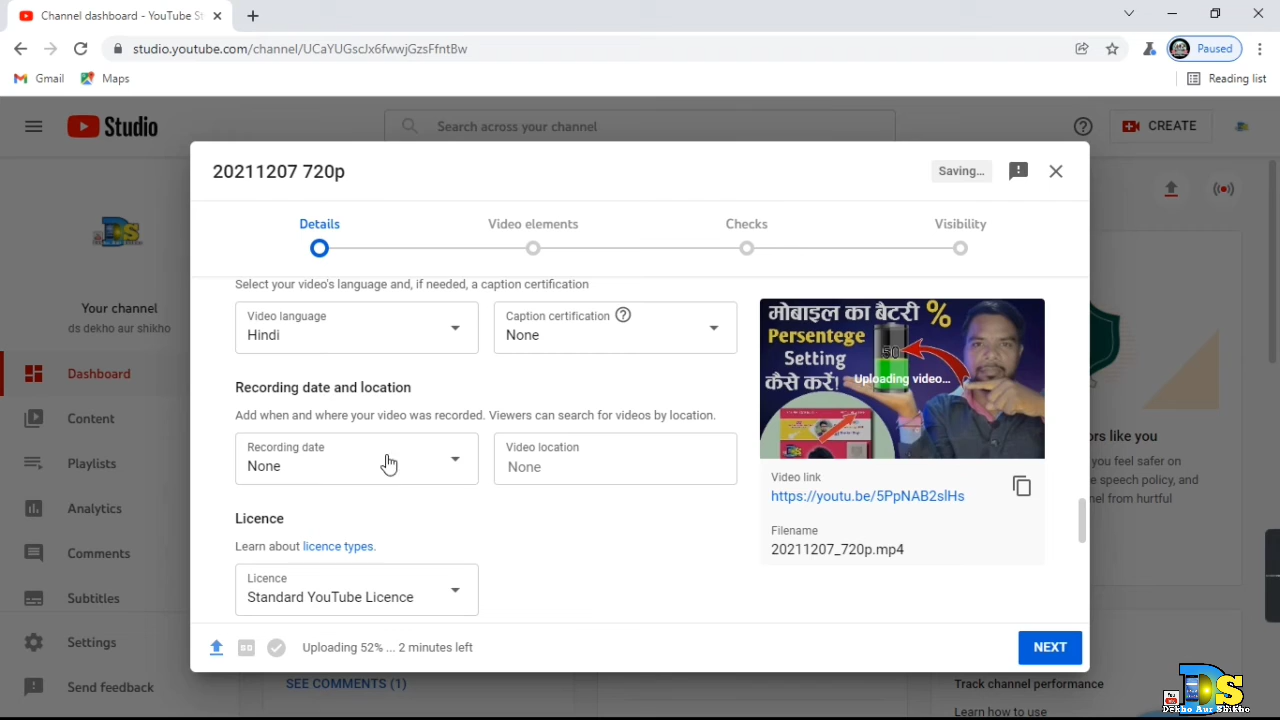 Channel dashboard - YouTube St
studio.youtube.com/channel/UCaYUGscJx6fwwjGzsFfntBw
Paused
Gmail
Maps
Reading list
Studio
Search across your channel
CREATE
20211207 720p
Saving...
Details
Video elements
Checks
Visibility
Your channel
ds dekho aur shikho
Dashboard
Content
Playlists
Analytics
Comments
Subtitles
Settings
Send feedback
Select your video's language and, if needed, a caption certification
Video language
Hindi
Caption certification
None
Recording date and location
Add when and where your video was recorded. Viewers can search for videos by location.
Recording date
None
Video location
None
Licence
Learn about licence types.
Licence
Standard YouTube Licence
मोबाइल का बैटरी %
Persentege
Setting
कैसे करें!
50
Uploading video...
Video link
https://youtu.be/5PpNAB2slHs
Filename
20211207_720p.mp4
Uploading 52% ... 2 minutes left
NEXT
ors like you
you feel safer on
e speech policy, and
nel from hurtful
SEE COMMENTS (1)
Track channel performance
Learn how to use
DS
Dekho Aur Shikho